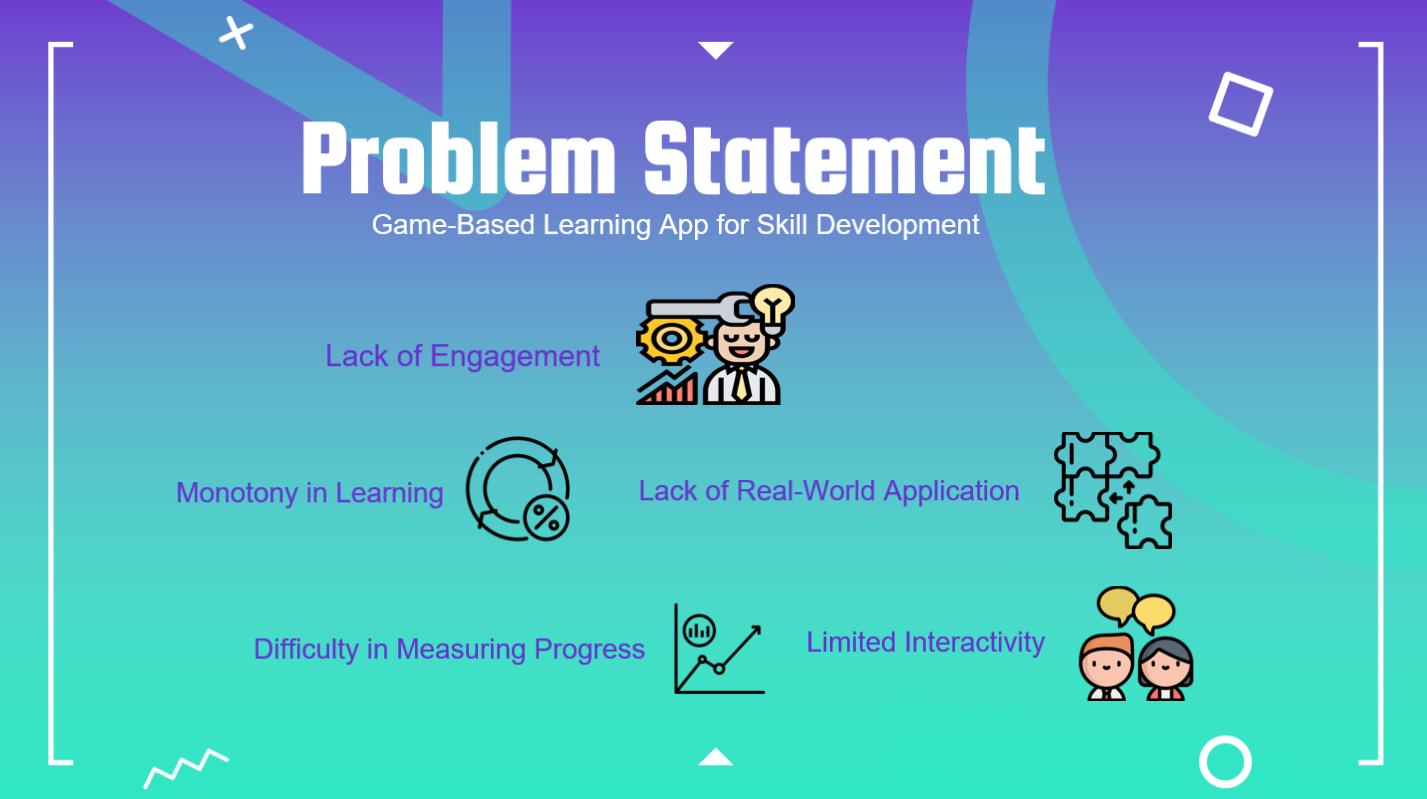 Problem Statement
Game-Based Learning App for Skill Development
Lack of Engagement
Monotony in Learning
Lack of Real-World Application
Difficulty in Measuring Progress
Limited Interactivity